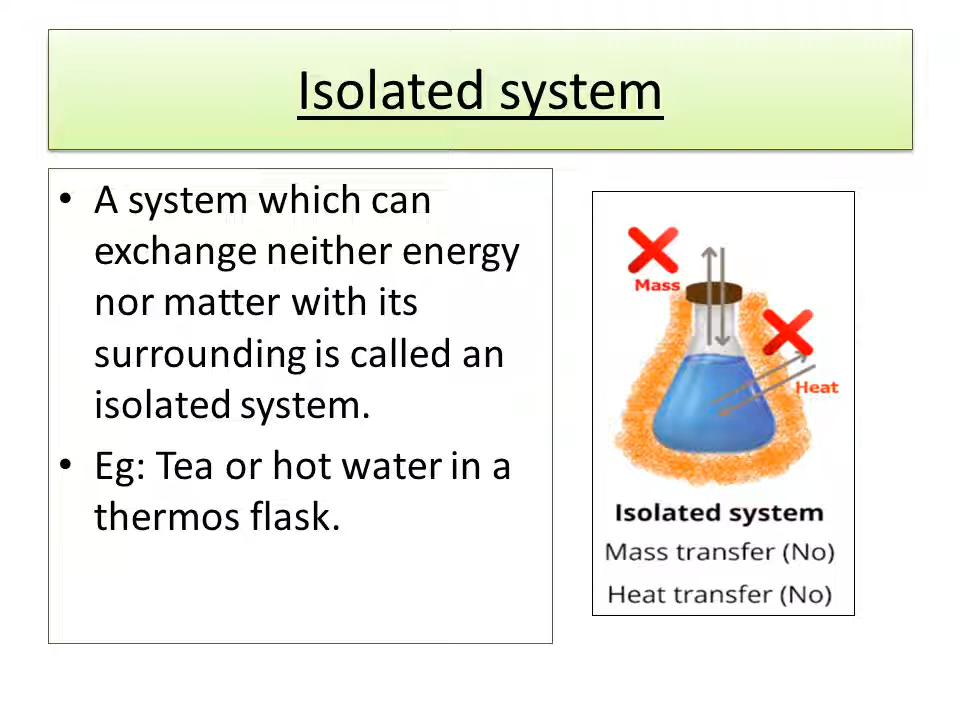 Isolated system
• A system which can
exchange neither energy
nor matter with its
surrounding is called an
isolated system.
• Eg: Tea or hot water in a
thermos flask.
Mass
Heat
Isolated system
Mass transfer (No)
Heat transfer (No)